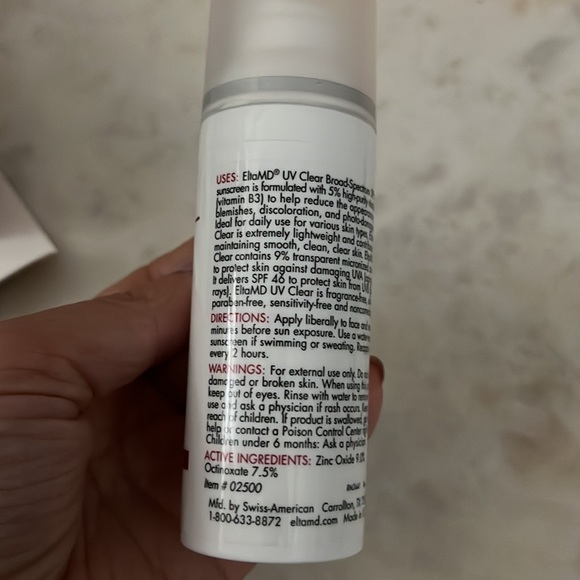 USES: EltaMD® UV Clear Broad-Spectrum
sunscreen is formulated with 5% high-purity
(vitamin B3) to help reduce the appearance
blemishes, discoloration, and
Ideal for daily use for various skin types,
Clear is extremely lightweight and
maintaining smooth, clean, clear skin.
Clear contains 9% transparent micronized
to protect skin against damaging UVA
It delivers SPF 46 to protect skin from
rays). EltaMD UV Clear is fragrance-free,
paraben-free, sensitivity-free and
DIRECTIONS: Apply liberally to face and
minutes before sun exposure. Use a
sunscreen if swimming or sweating.
every 2 hours.
WARNINGS: For external use only. Do
damaged or broken skin. When using this
keep out of eyes. Rinse with water to
use and ask a physician if rash occurs.
reach of children. If product is swallowed,
help or contact a Poison Control Center
Children under 6 months: Ask a physician
ACTIVE INGREDIENTS: Zinc Oxide 9.0%
Octinoxate 7.5%
Item # 02500
Mfd. by Swiss-American Carrollton, TX
1-800-633-8872 eltamd.com Made in